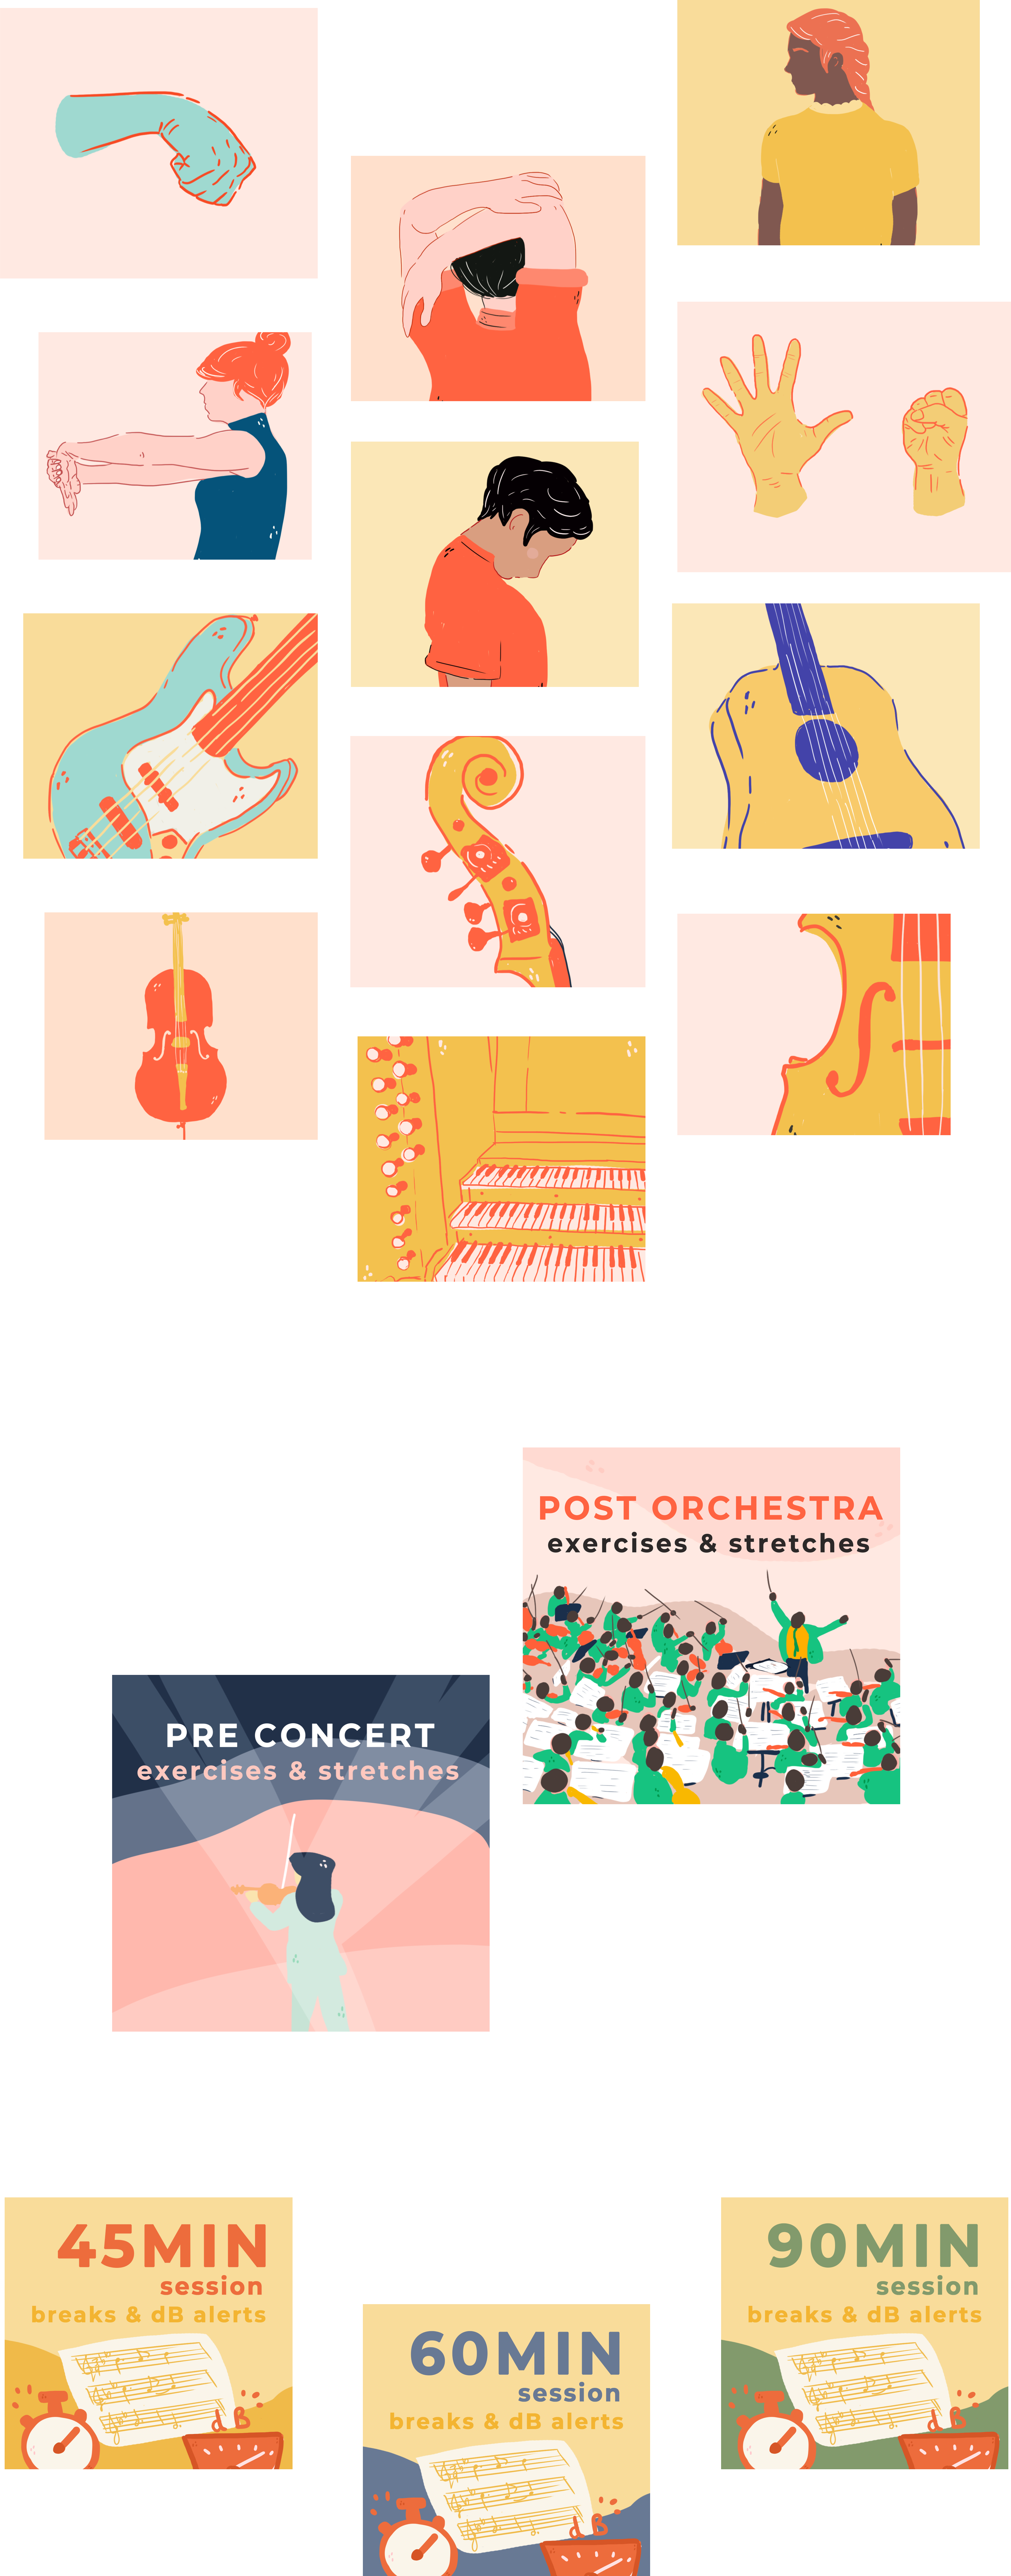 POST ORCHESTRA
exercises & stretches
PRE CONCERT
exercises & stretches
45MIN
session
breaks & dB alerts
dB
60MIN
session
breaks & dB alerts
dB
90MIN
session
breaks & dB alerts
dB